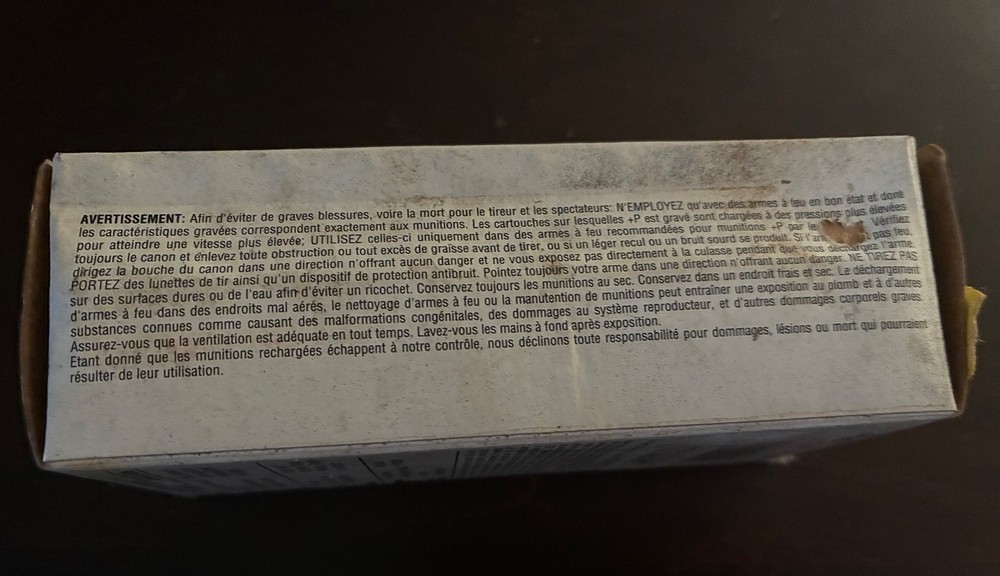 AVERTISSEMENT: Afin d'éviter de graves blessures, voire la mort pour le tireur et les spectateurs: N'EMPLOYEZ qu'avec des armes à feu en bon état et dont
les caractéristiques gravées correspondent exactement aux munitions. Les cartouches sur lesquelles +P est gravé sont chargées à des pressions plus élevées
pour atteindre une vitesse plus élevée; UTILISEZ celles-ci uniquement dans des armes à feu recommandées pour munitions +P par le Vérifiez
toujours le canon et enlevez toute obstruction ou tout excès de graisse avant de tirer, ou si un léger recul ou un bruit sourd se produit. Si pas feu,
dirigez la bouche du canon dans une direction n'offrant aucun danger et ne vous exposez pas directement à la culasse pendant que vous déchargez l'arme.
PORTEZ des lunettes de tir ainsi qu'un dispositif de protection antibruit. Pointez toujours votre arme dans une direction n'offrant aucun danger. NE TIREZ PAS
sur des surfaces dures ou de l'eau afin d'éviter un ricochet. Conservez toujours les munitions au sec. Conservez dans un endroit frais et sec. Le déchargement
d'armes à feu dans des endroits mal aérés, le nettoyage d'armes à feu ou la manutention de munitions peut entraîner une exposition au plomb et à d'autres
substances connues comme causant des malformations congénitales, des dommages au système reproducteur, et d'autres dommages corporels graves.
Assurez-vous que la ventilation est adéquate en tout temps. Lavez-vous les mains à fond après exposition.
Etant donné que les munitions rechargées échappent à notre contrôle, nous déclinons toute responsabilité pour dommages, lésions ou mort qui pourraient
résulter de leur utilisation.